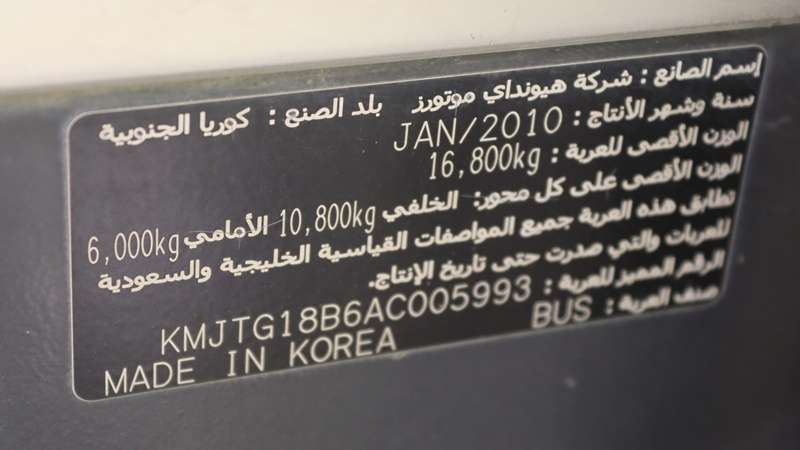 إسم الصانع : شركة هيونداي موتورز بلد الصنع : كوريا الجنوبية
سنة وشهر الأنتاج : JAN/2010
الوزن الأقصى للعربة : 16,800kg
الوزن الأقصى على كل محور: الخلفي 10,800kg الأمامي 6,000kg
تطابق هذه العربة جميع المواصفات القياسية الخليجية والسعودية
للعربات والتي صدرت حتى تاريخ الإنتاج.
الرقم المميز للعربة : KMJTG18B6AC005993
صنف العربة : BUS
MADE IN KOREA